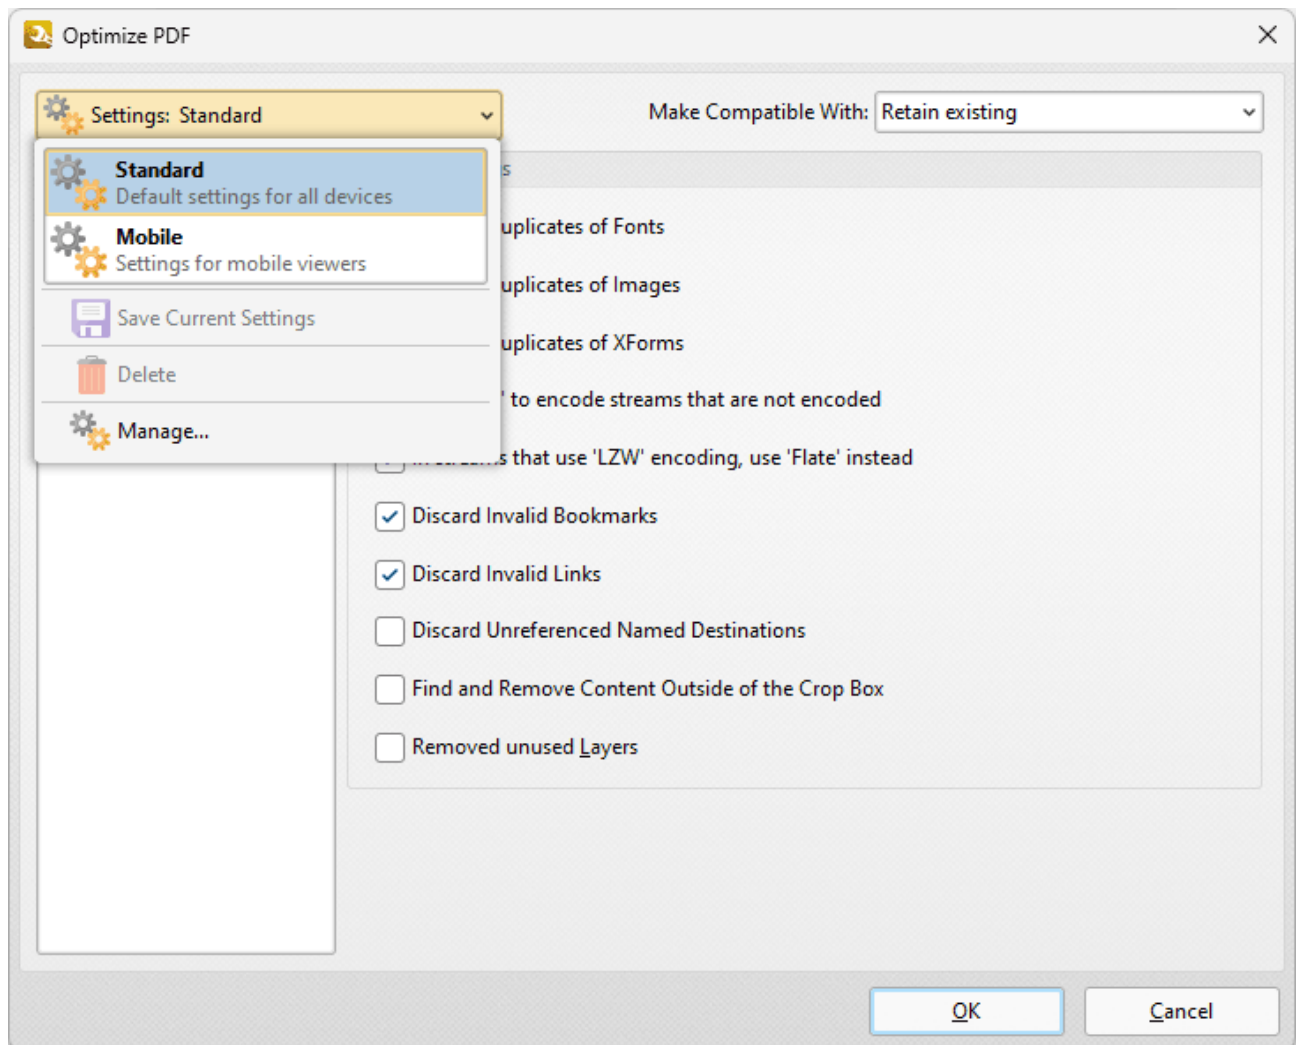 Optimize PDF
Settings: Standard
Make Compatible With: Retain existing
Standard
Default settings for all devices
Mobile
Settings for mobile viewers
Save Current Settings
Delete
Manage...
of Fonts
of Images
of XForms
to encode streams that are not encoded
that use 'LZW' encoding, use 'Flate' instead
Discard Invalid Bookmarks
Discard Invalid Links
Discard Unreferenced Named Destinations
Find and Remove Content Outside of the Crop Box
Removed unused Layers
OK
Cancel